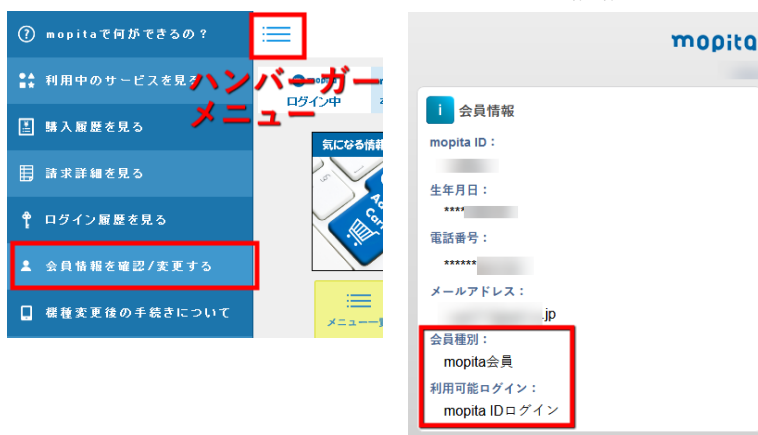 mopitaで何ができるの？
利用中のサービスを見る
購入履歴を見る
請求詳細を見る
ログイン履歴を見る
会員情報を確認/変更する
機種変更後の手続きについて
ハンバーガー
メニュー
mopita
ログイン中
気になる情報
メニュー一覧
mopita
i 会員情報
mopita ID：
生年月日：
****
電話番号：
******
メールアドレス：
.jp
会員種別：
mopita会員
利用可能ログイン：
mopita IDログイン